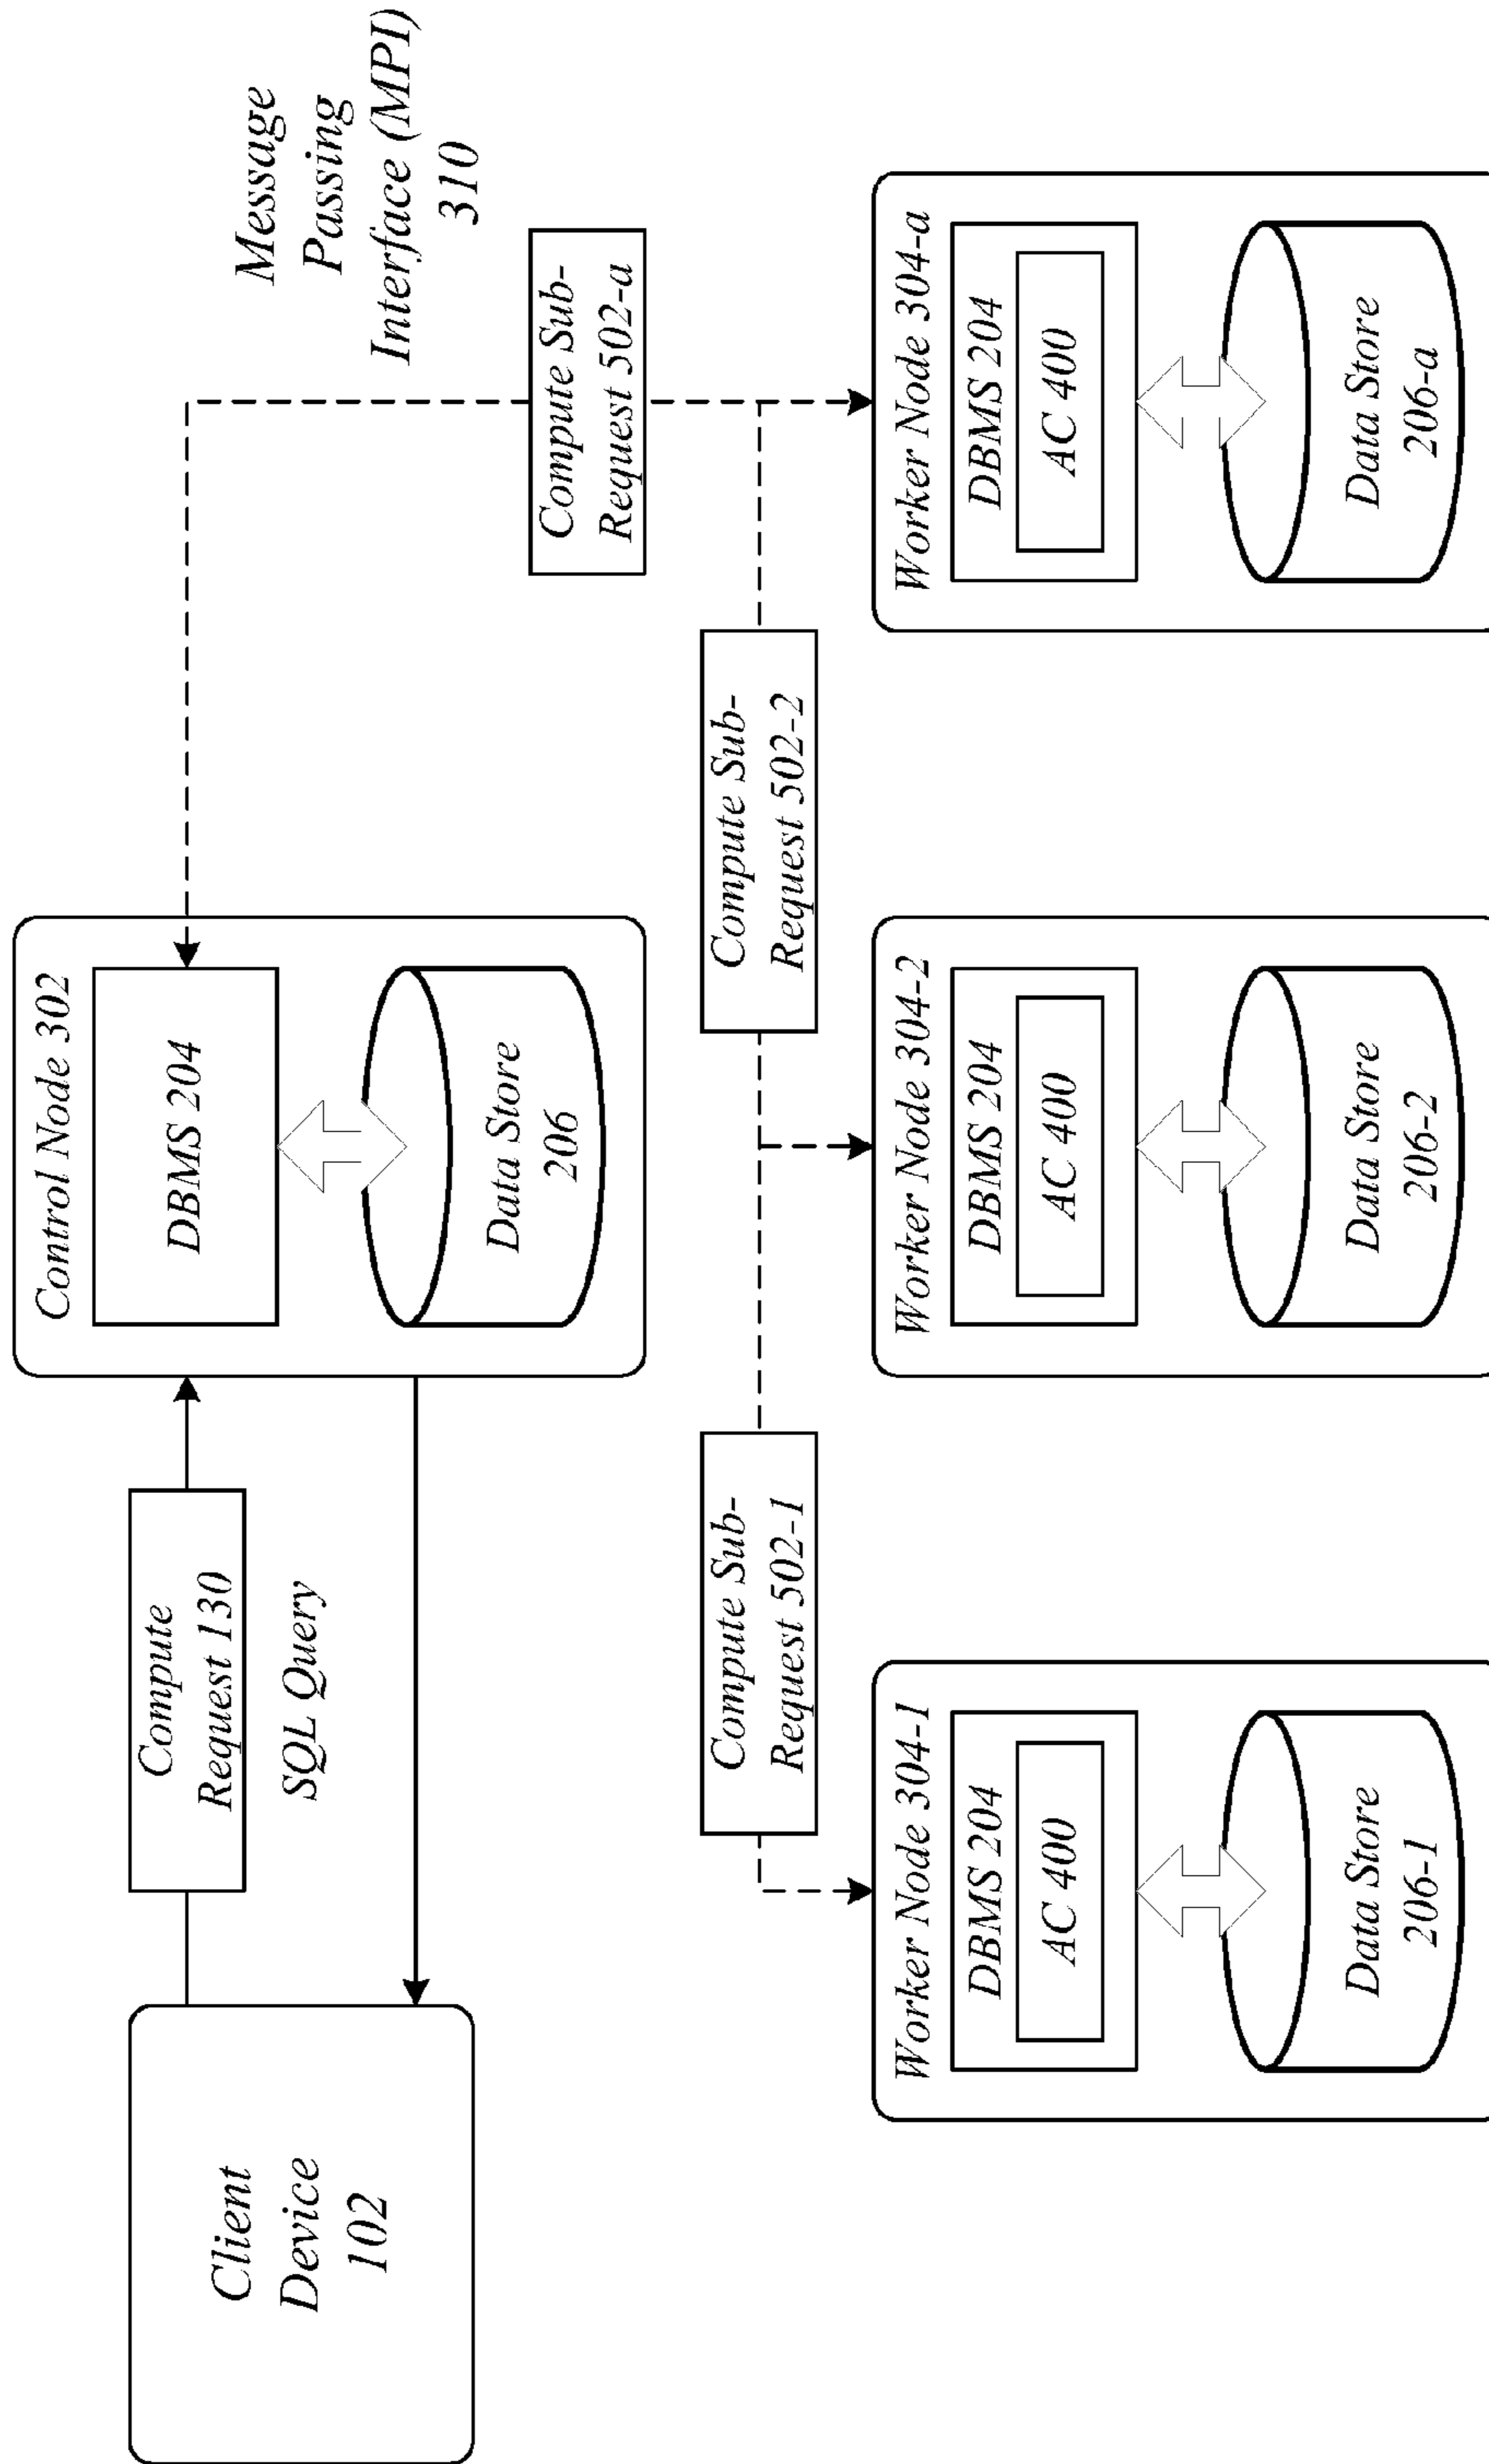 Client
Device
102
Compute
Request 130
SQL Query
Control Node 302
DBMS 204
Data Store
206
Message
Passing
Interface (MPI)
310
Compute Sub-
Request 502-a
Compute Sub-
Request 502-1
Compute Sub-
Request 502-2
Worker Node 304-1
DBMS 204
AC 400
Data Store
206-1
Worker Node 304-2
DBMS 204
AC 400
Data Store
206-2
Worker Node 304-a
DBMS 204
AC 400
Data Store
206-a